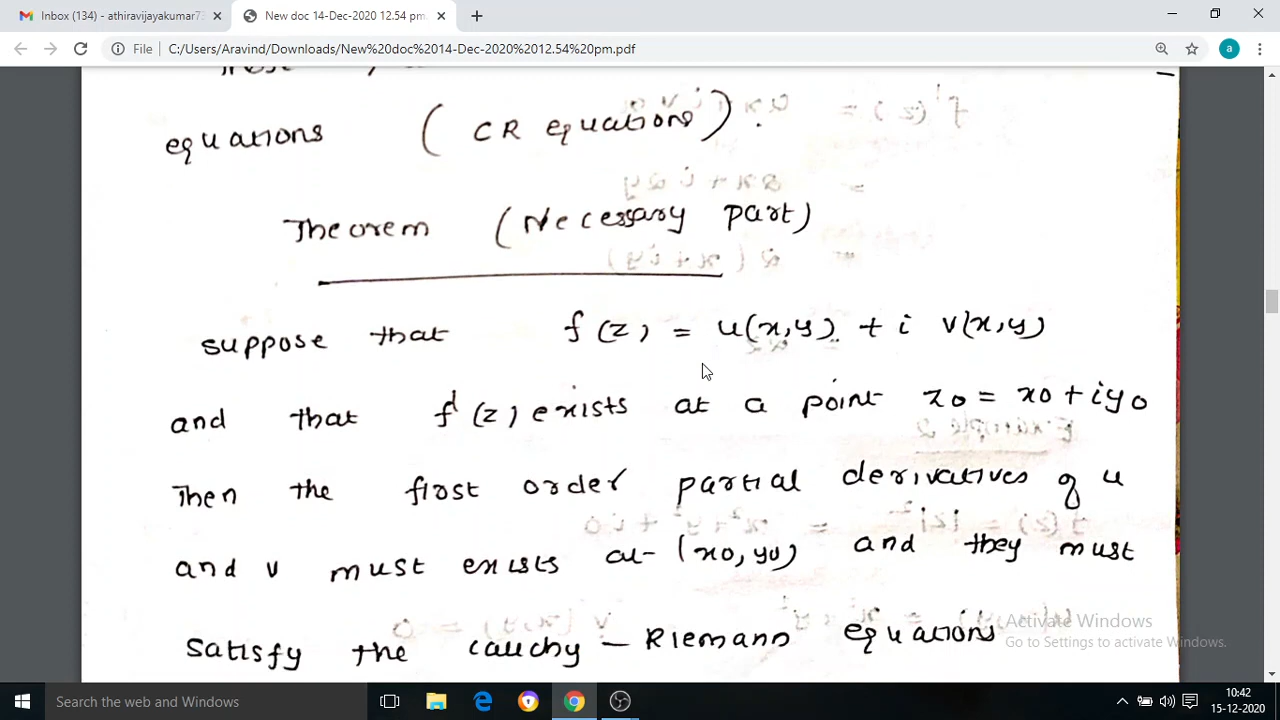 Inbox (134) - athiravijayakumar73
New doc 14-Dec-2020 12.54 pm.
File C:/Users/Aravind/Downloads/New%20doc%2014-Dec-2020%2012.54%20pm.pdf
a
equations (CR equations).
Theorem (Necessary part)
suppose that f(z) = u(x,y) + i v(x,y)
and that f'(z) exists at a point z0 = x0 + iy0
Then the first order partial derivatives of u
and v must exists at (x0, y0) and they must
satisfy the cauchy - Riemann equations
Activate Windows
Go to Settings to activate Windows.
Search the web and Windows
10:42
15-12-2020